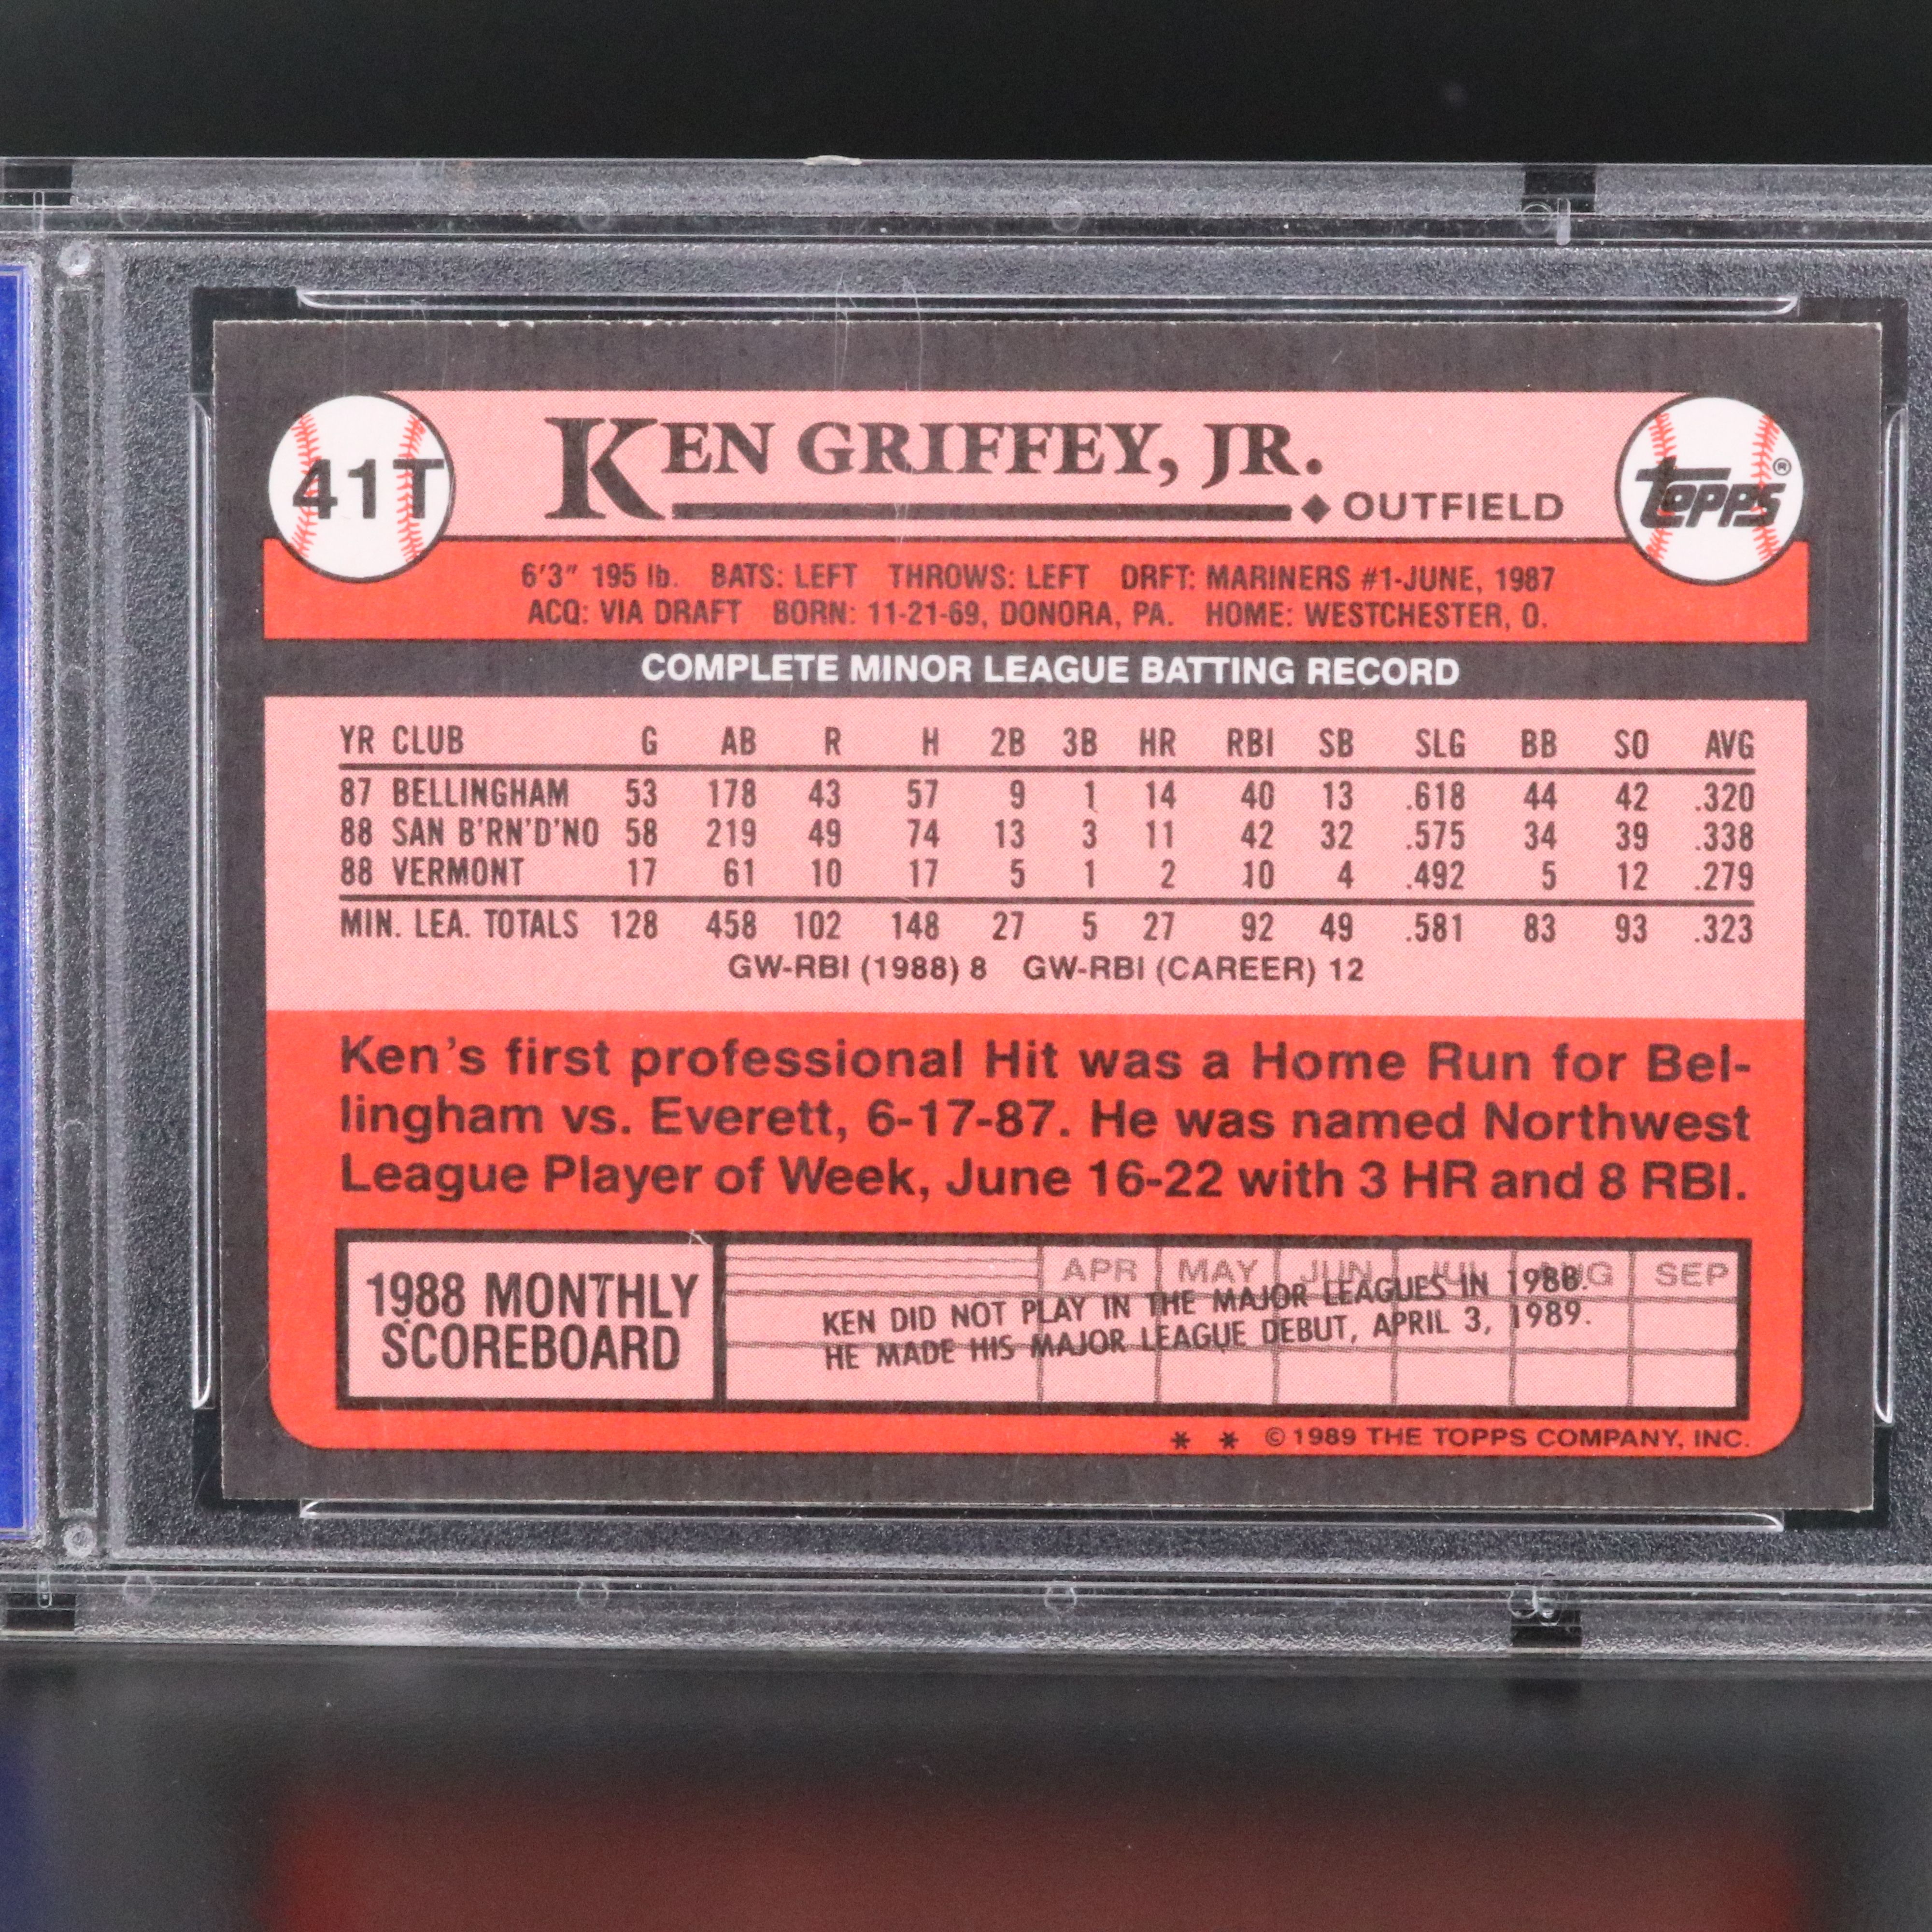 41T
KEN GRIFFEY, JR.
◆ OUTFIELD
topps®
6'3" 195 lb. BATS: LEFT THROWS: LEFT DRFT: MARINERS #1-JUNE, 1987
ACQ: VIA DRAFT BORN: 11-21-69, DONORA, PA. HOME: WESTCHESTER, O.
COMPLETE MINOR LEAGUE BATTING RECORD
YR CLUB G AB R H 2B 3B HR RBI SB SLG BB SO AVG
87 BELLINGHAM 53 178 43 57 9 1 14 40 13 .618 44 42 .320
88 SAN B'RN'D'NO 58 219 49 74 13 3 11 42 32 .575 34 39 .338
88 VERMONT 17 61 10 17 5 1 2 10 4 .492 5 12 .279
MIN. LEA. TOTALS 128 458 102 148 27 5 27 92 49 .581 83 93 .323
GW-RBI (1988) 8 GW-RBI (CAREER) 12
Ken's first professional Hit was a Home Run for Bel-
lingham vs. Everett, 6-17-87. He was named Northwest
League Player of Week, June 16-22 with 3 HR and 8 RBI.
1988 MONTHLY
SCOREBOARD
APR MAY JUN JUL AUG SEP
KEN DID NOT PLAY IN THE MAJOR LEAGUES IN 1988.
HE MADE HIS MAJOR LEAGUE DEBUT, APRIL 3, 1989.
* * © 1989 THE TOPPS COMPANY, INC.